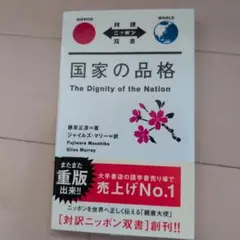 NIPPON
対訳
ニッポン
双書
WORLD
国家の品格
The Dignity of the Nation
藤原正彦=著
ジャイルズ・マリー=訳
Fujiwara Masahiko
Giles Murray
またまた
重版
出来!!
大手書店の語学書売り場で
売上げNo.1
ニッポンを世界へ正しく伝える「親善大使」
[対訳ニッポン双書]創刊!!